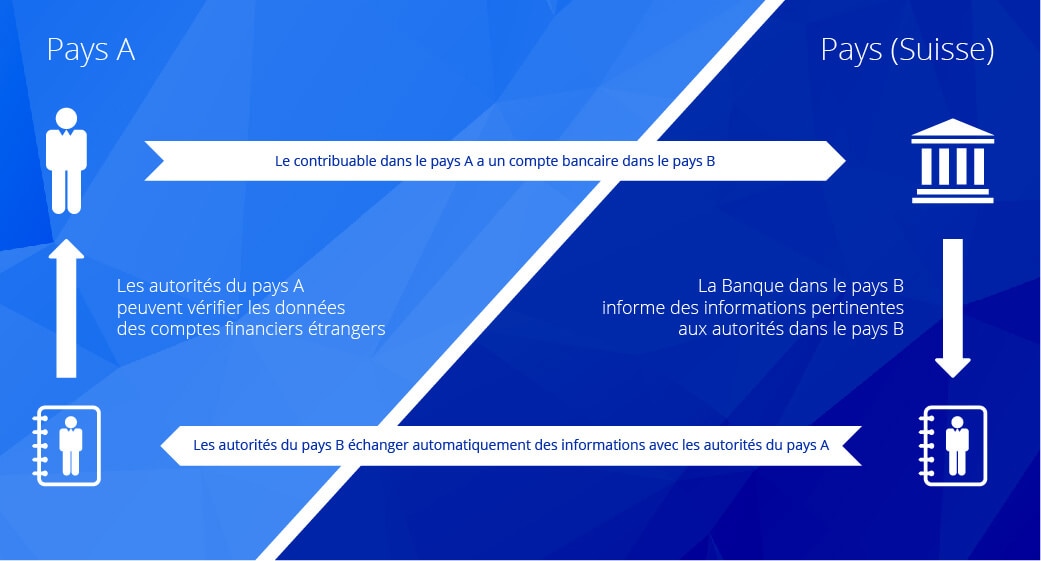 Pays A
Pays (Suisse)
Le contribuable dans le pays A a un compte bancaire dans le pays B
Les autorités du pays A
peuvent vérifier les données
des comptes financiers étrangers
La Banque dans le pays B
informe des informations pertinentes
aux autorités dans le pays B
Les autorités du pays B échanger automatiquement des informations avec les autorités du pays A